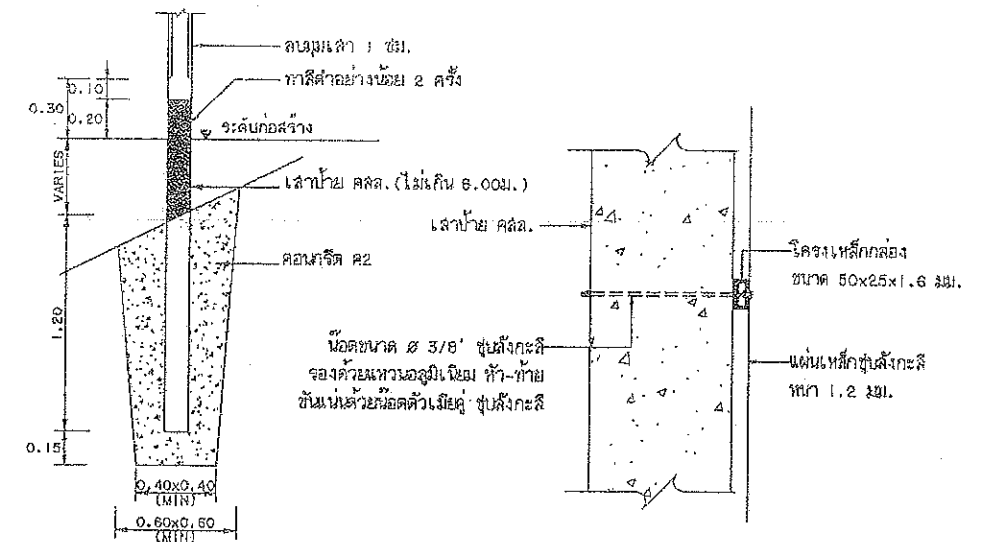 ลบมุมเสา 1 ซม.
ทาสีดำอย่างน้อย 2 ครั้ง
0.10
0.30
0.20
ระดับก่อสร้าง
VARIES
เสาป้าย คสล. (ไม่เกิน 6.00ม.)
คอนกรีต ค2
1.20
0.15
0.40x0.40
(MIN)
0.60x0.60
(MIN)
เสาป้าย คสล.
โครงเหล็กกล่อง
ขนาด 50x25x1.6 มม.
น๊อตขนาด Ø 3/8" ชุบสังกะสี
รองด้วยแหวนอลูมิเนียม หัว-ท้าย
ขันแน่นด้วยน๊อตตัวเมียคู่ ชุบสังกะสี
แผ่นเหล็กชุบสังกะสี
หนา 1.2 มม.